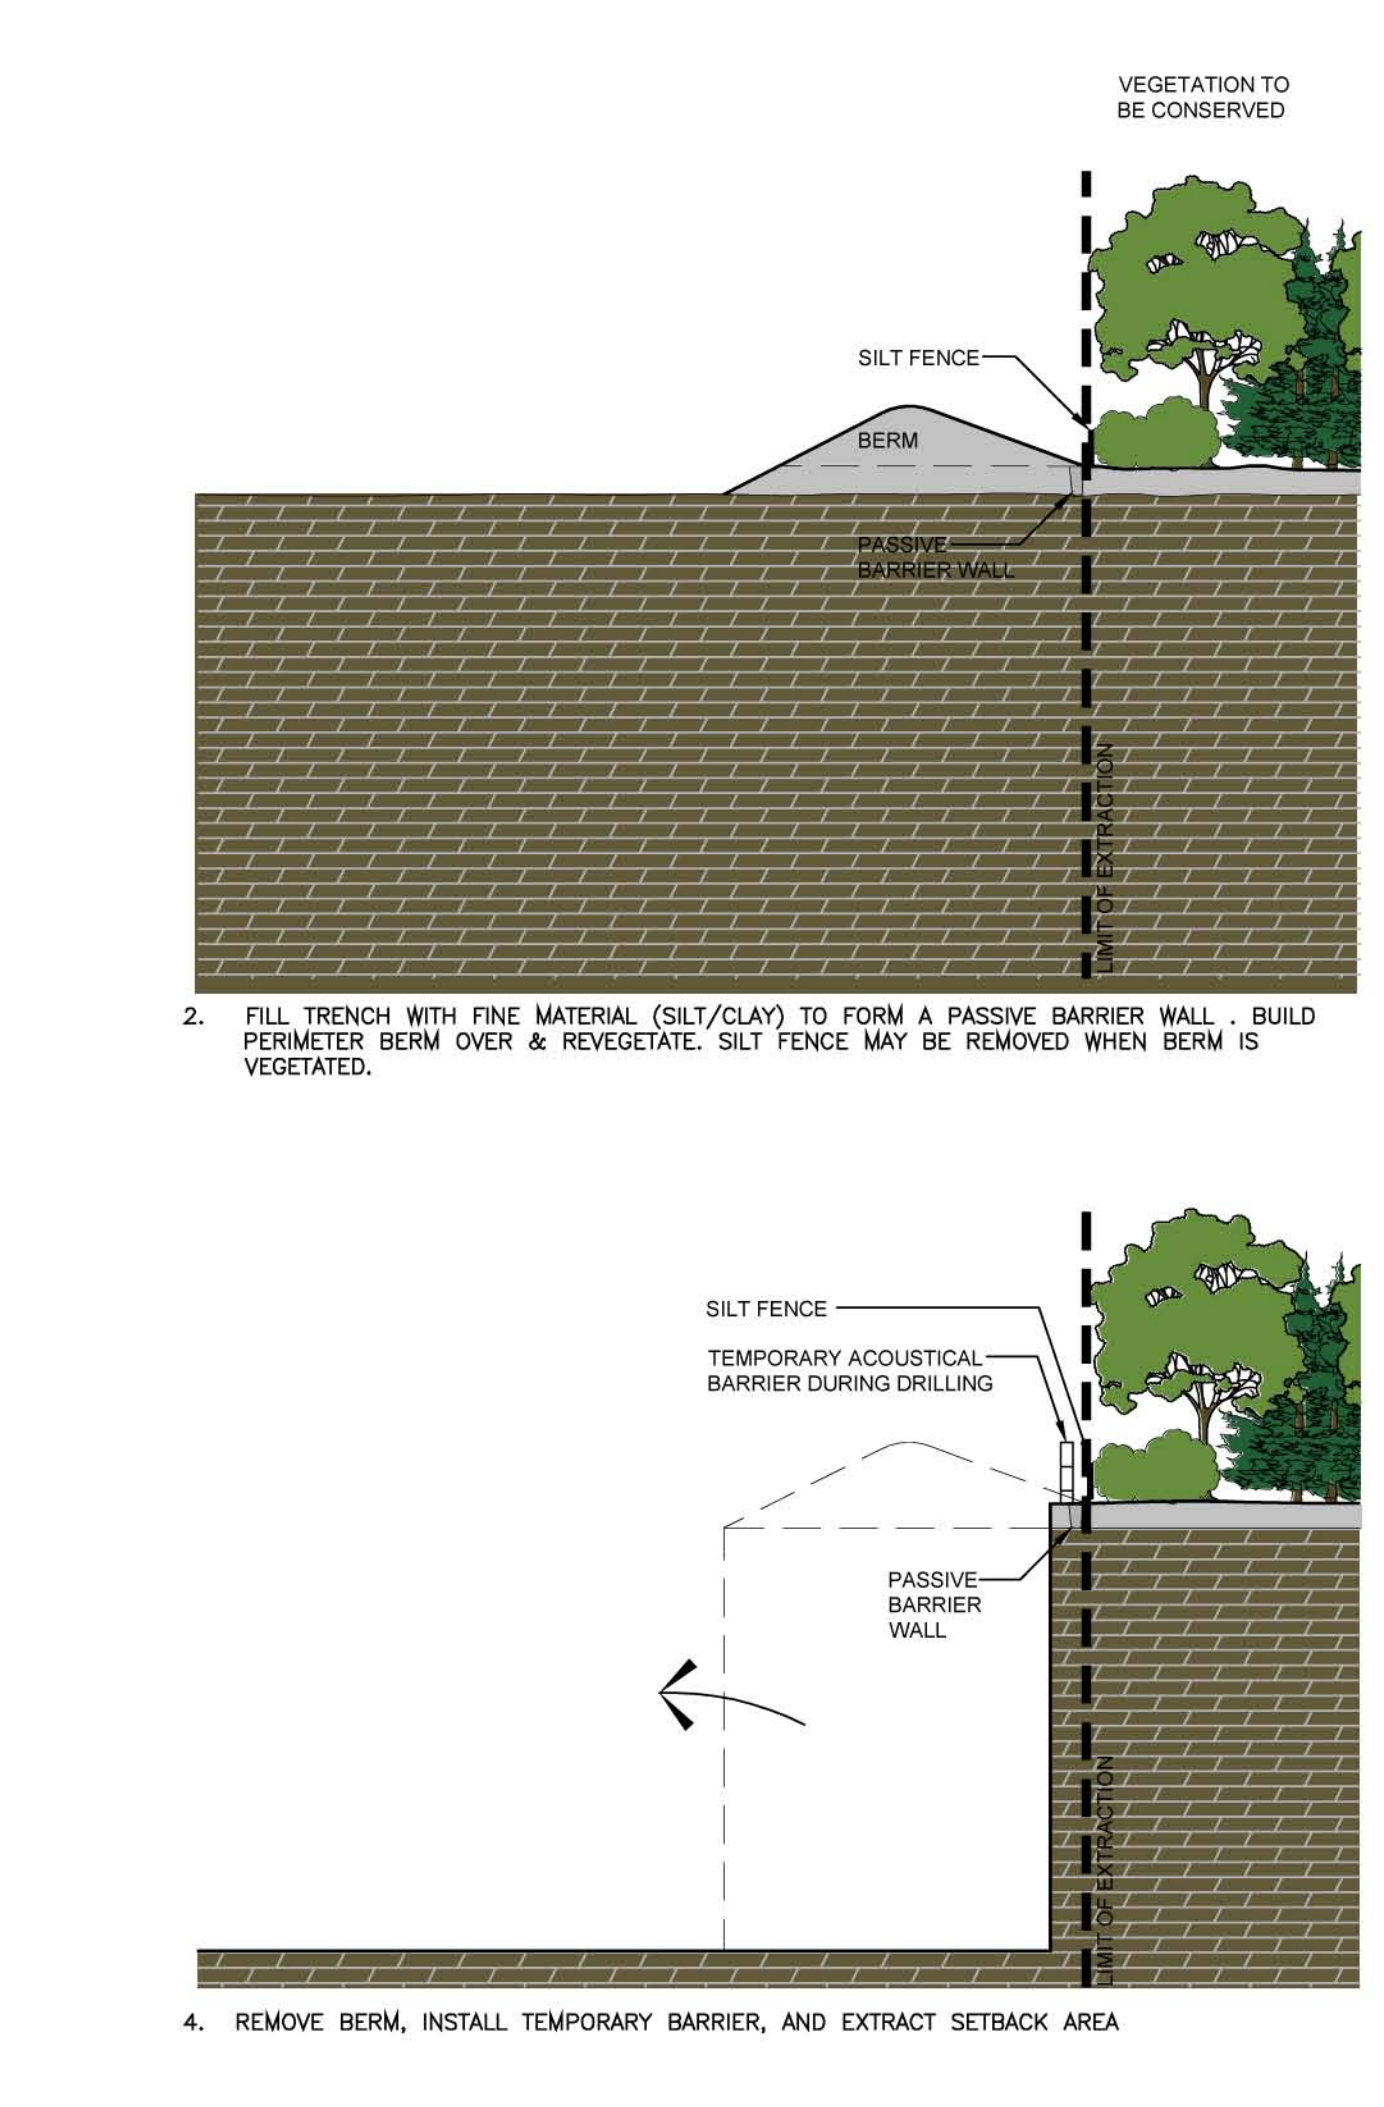 VEGETATION TO
BE CONSERVED
SILT FENCE
BERM
PASSIVE
BARRIER WALL
LIMIT OF EXTRACTION
2. FILL TRENCH WITH FINE MATERIAL (SILT/CLAY) TO FORM A PASSIVE BARRIER WALL . BUILD
PERIMETER BERM OVER & REVEGETATE. SILT FENCE MAY BE REMOVED WHEN BERM IS
VEGETATED.
SILT FENCE
TEMPORARY ACOUSTICAL
BARRIER DURING DRILLING
PASSIVE
BARRIER
WALL
LIMIT OF EXTRACTION
4. REMOVE BERM, INSTALL TEMPORARY BARRIER, AND EXTRACT SETBACK AREA